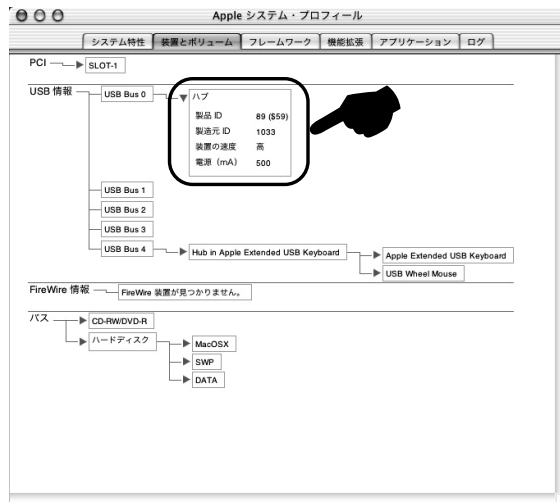 Apple システム・プロフィール
システム特性 装置とボリューム フレームワーク 機能拡張 アプリケーション ログ
PCI SLOT-1
USB 情報 USB Bus 0 ハブ
製品 ID 89 ($59)
製造元 ID 1033
装置の速度 高
電源（mA） 500
USB Bus 1
USB Bus 2
USB Bus 3
USB Bus 4 Hub in Apple Extended USB Keyboard Apple Extended USB Keyboard
USB Wheel Mouse
FireWire 情報 FireWire 装置が見つかりません。
バス CD-RW/DVD-R
ハードディスク MacOSX
SWP
DATA